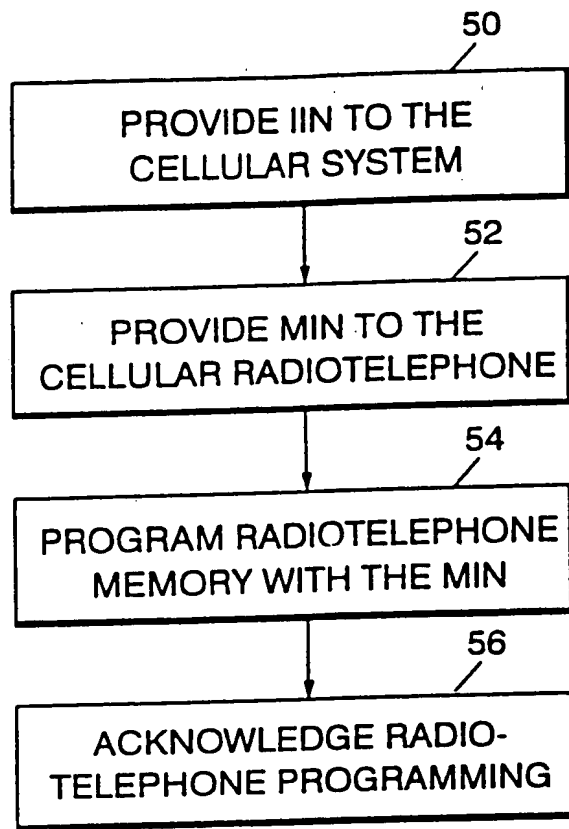 50
PROVIDE IIN TO THE
CELLULAR SYSTEM
52
PROVIDE MIN TO THE
CELLULAR RADIOTELEPHONE
54
PROGRAM RADIOTELEPHONE
MEMORY WITH THE MIN
56
ACKNOWLEDGE RADIO-
TELEPHONE PROGRAMMING